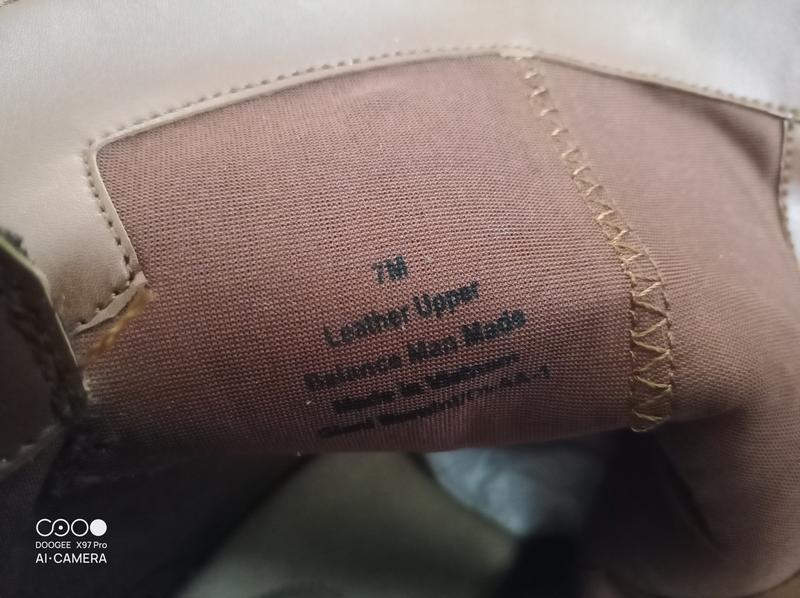 7M
Leather Upper
Balance Man Made
Made in Vietnam
DOOGEE X97 Pro
AI·CAMERA